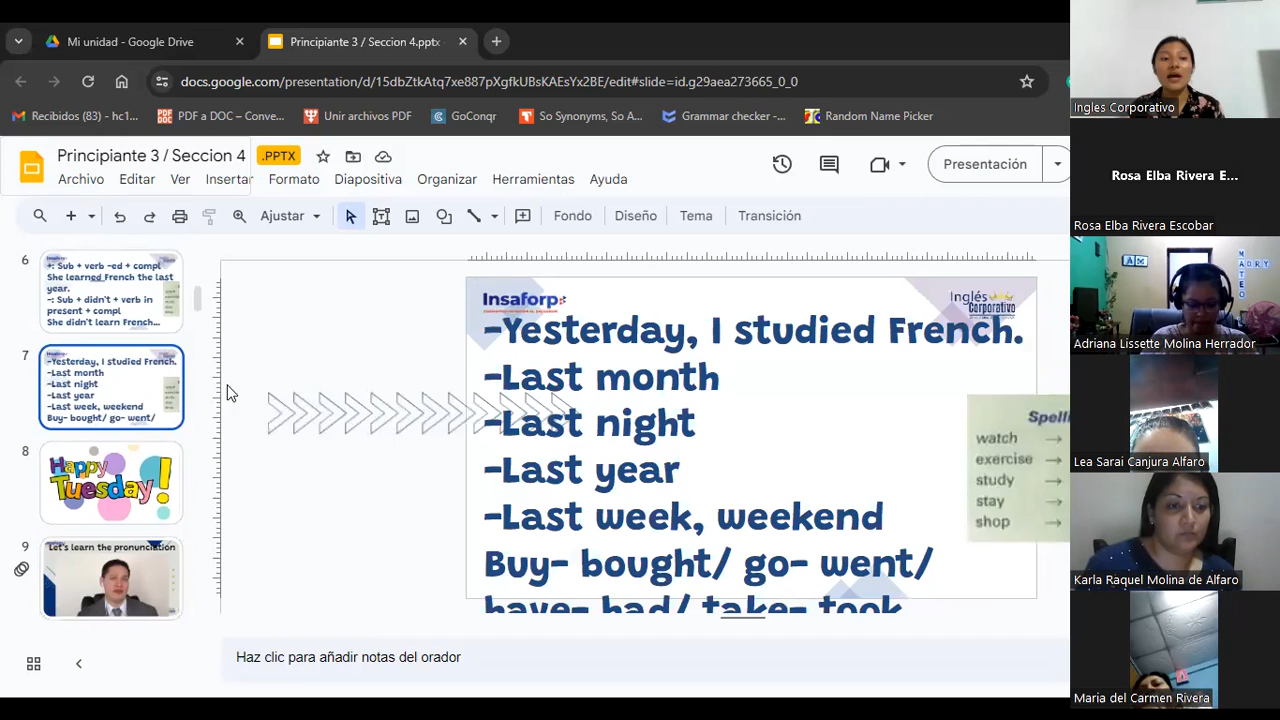 Mi unidad - Google Drive
Principiante 3 / Seccion 4.pptx
docs.google.com/presentation/d/15dbZtkAtq7xeB7pXgfkUBsKAEsYx2BE/edit#slide=id.g29aea273665_0_0
Recibidos (83) - hc1...
PDF a DOC – Conve...
Unir archivos PDF
GoConqr
So Synonyms, So A...
Grammar checker -...
Random Name Picker
Principiante 3 / Seccion 4
.PPTX
Presentación
Archivo Editar Ver Insertar Formato Diapositiva Organizar Herramientas Ayuda
Ajustar
Fondo Diseño Tema Transición
6
+: Sub + verb -ed + compl
She learned French the last
year.
-: Sub + didn't + verb in
present + compl
She didn't learn French...
7
-Yesterday, I studied French.
-Last month
-Last night
-Last year
-Last week, weekend
Buy- bought/ go- went/
8
Happy
Tuesday!
9
Let's learn the pronunciation
Insaforp
Inglés
Corporativo
-Yesterday, I studied French.
-Last month
-Last night
-Last year
-Last week, weekend
Buy- bought/ go- went/
have- had/ take- took
Spelli
watch →
exercise →
study →
stay →
shop →
Haz clic para añadir notas del orador
Ingles Corporativo
Rosa Elba Rivera E...
Rosa Elba Rivera Escobar
MATEO
Adriana Lissette Molina Herrador
Lea Sarai Canjura Alfaro
Karla Raquel Molina de Alfaro
Maria del Carmen Rivera